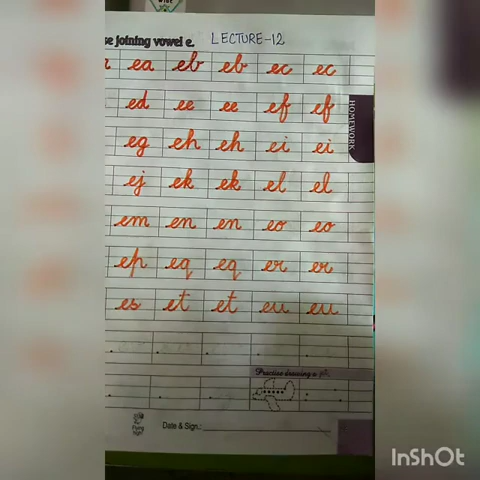 se joining vowel e. LECTURE-12
ea eb eb ec ec
ed ee ee ef ef
HOMEWORK
eg eh eh ei ei
ej ek ek el el
em en en eo eo
ep eq eq er er
es et et eu eu
Practise drawing a
Date & Sign.:
InShOt